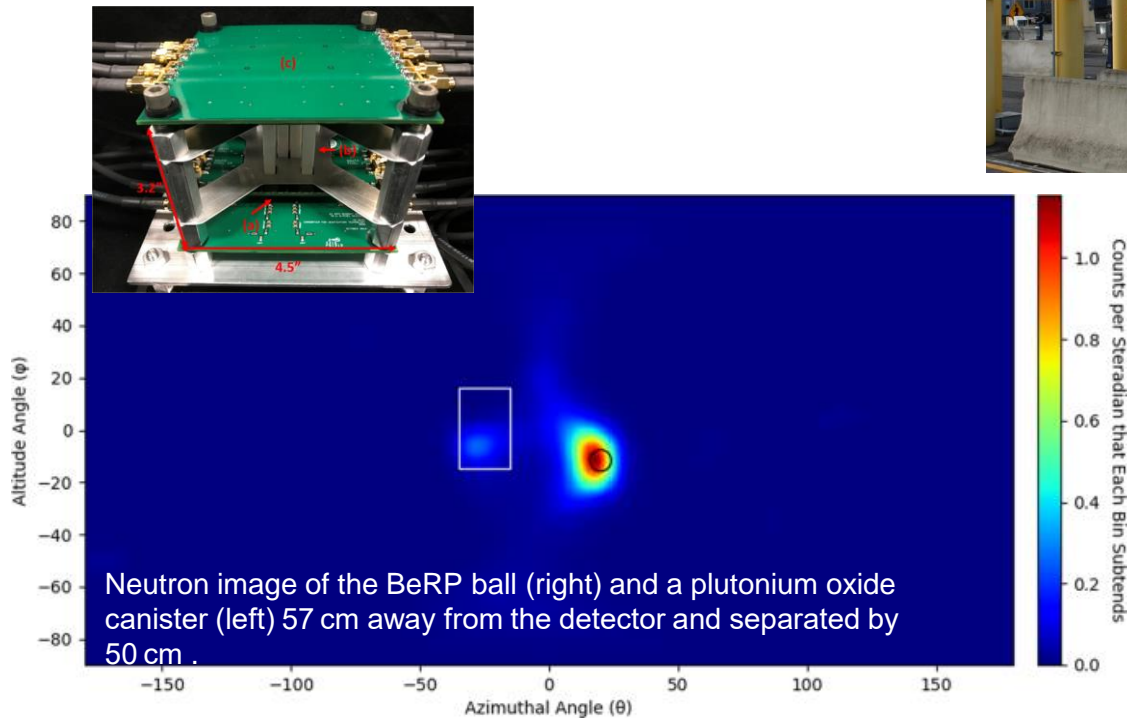 (c)
(b)
3.2"
(a)
4.5"
80
60
40
20
0
−20
−40
−60
−80
Altitude Angle (φ)
Neutron image of the BeRP ball (right) and a plutonium oxide
canister (left) 57 cm away from the detector and separated by
50 cm .
−150
−100
−50
0
50
100
150
Azimuthal Angle (θ)
1.0
0.8
0.6
0.4
0.2
0.0
Counts per Steradian that Each Bin Subtends